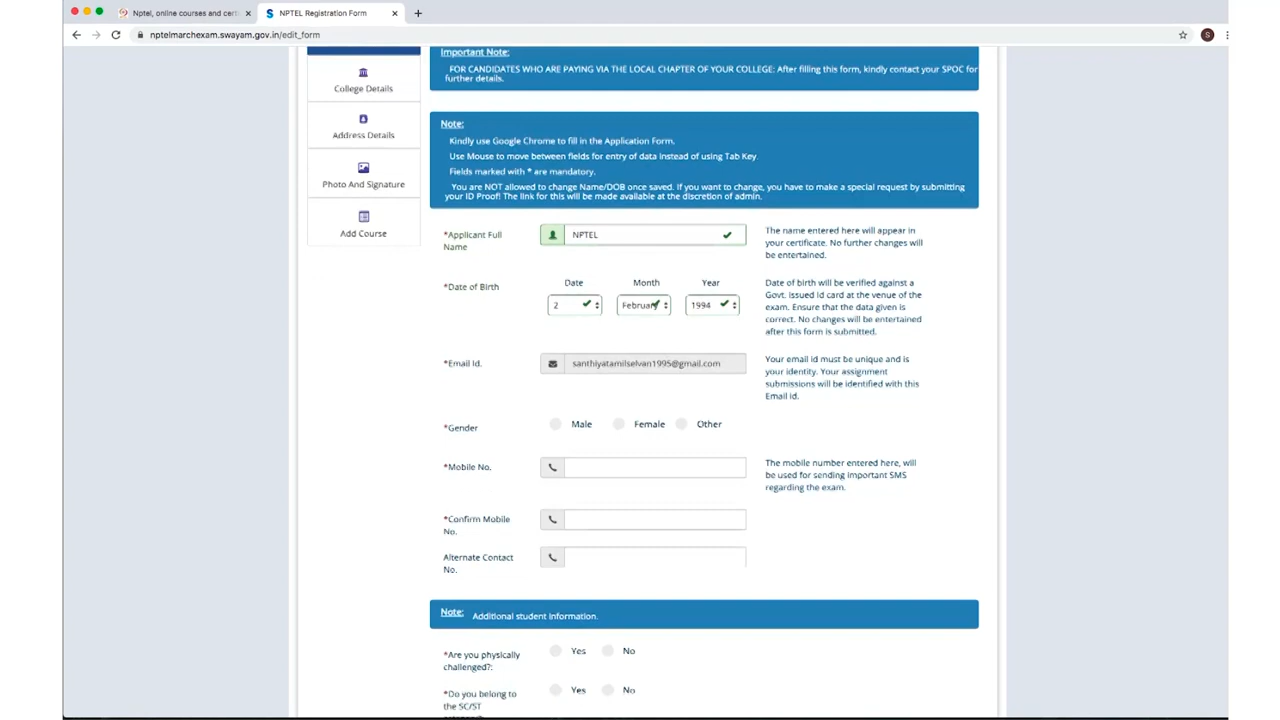 Nptel, online courses and certi
NPTEL Registration Form
nptelmarchexam.swayam.gov.in/edit_form
S
College Details
Address Details
Photo And Signature
Add Course
Important Note:
FOR CANDIDATES WHO ARE PAYING VIA THE LOCAL CHAPTER OF YOUR COLLEGE: After filling this form, kindly contact your SPOC for
further details.
Note:
Kindly use Google Chrome to fill in the Application Form.
Use Mouse to move between fields for entry of data instead of using Tab Key.
Fields marked with * are mandatory.
You are NOT allowed to change Name/DOB once saved. If you want to change, you have to make a special request by submitting
your ID Proof! The link for this will be made available at the discretion of admin.
*Applicant Full
Name
NPTEL
The name entered here will appear in
your certificate. No further changes will
be entertained.
*Date of Birth
Date Month Year
2 February 1994
Date of birth will be verified against a
Govt. issued id card at the venue of the
exam. Ensure that the data given is
correct. No changes will be entertained
after this form is submitted.
*Email Id.
santhiyatamilselvan1995@gmail.com
Your email id must be unique and is
your identity. Your assignment
submissions will be identified with this
Email id.
*Gender
Male Female Other
*Mobile No.
The mobile number entered here, will
be used for sending important SMS
regarding the exam.
*Confirm Mobile
No.
Alternate Contact
No.
Note: Additional student information.
*Are you physically
challenged?:
Yes No
*Do you belong to
the SC/ST
Yes No